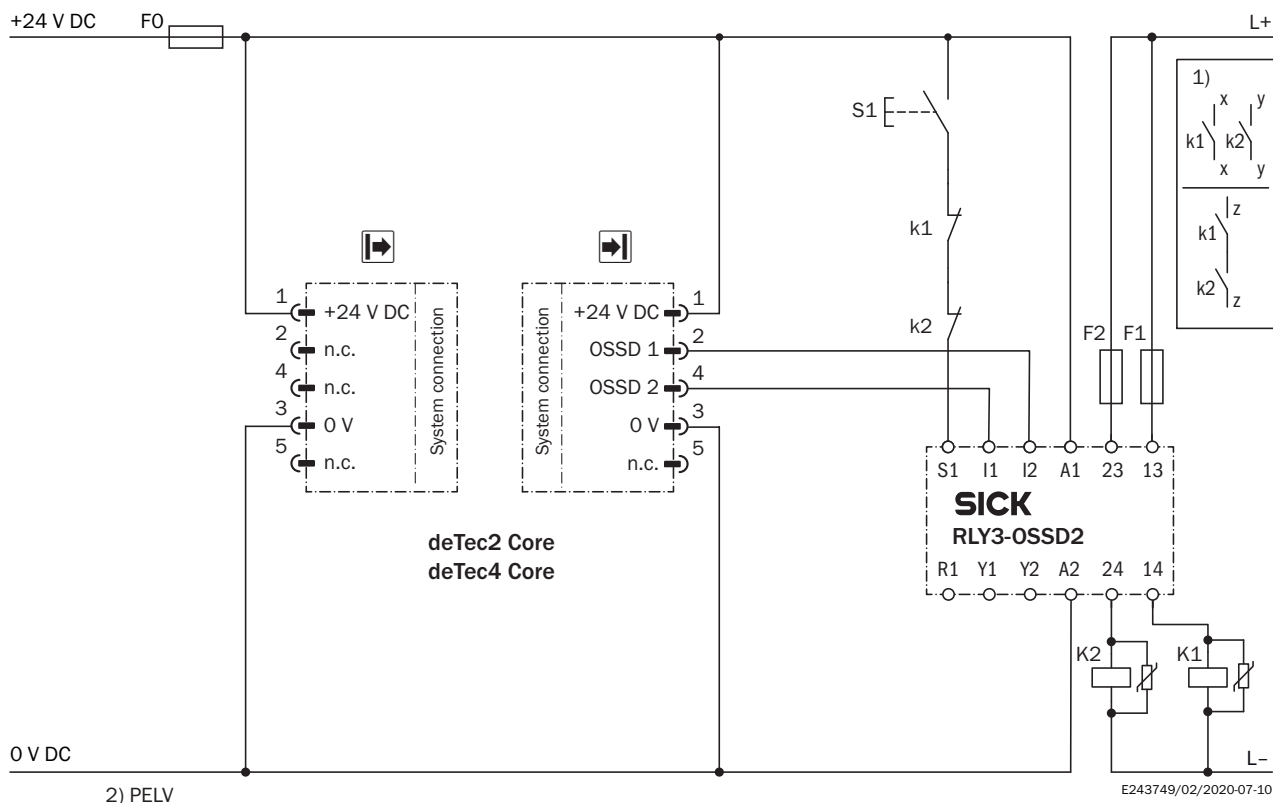 +24 V DC
F0
L+
1)
x
y
k1
k2
x
y
z
k1
k2
z
S1
k1
k2
F2
F1
1
+24 V DC
2
n.c.
4
n.c.
3
0 V
5
n.c.
System connection
System connection
+24 V DC
1
OSSD 1
2
OSSD 2
4
0 V
3
n.c.
5
deTec2 Core
deTec4 Core
S1 I1 I2 A1 23 13
SICK
RLY3-OSSD2
R1 Y1 Y2 A2 24 14
K2
K1
0 V DC
L–
2) PELV
E243749/02/2020-07-10